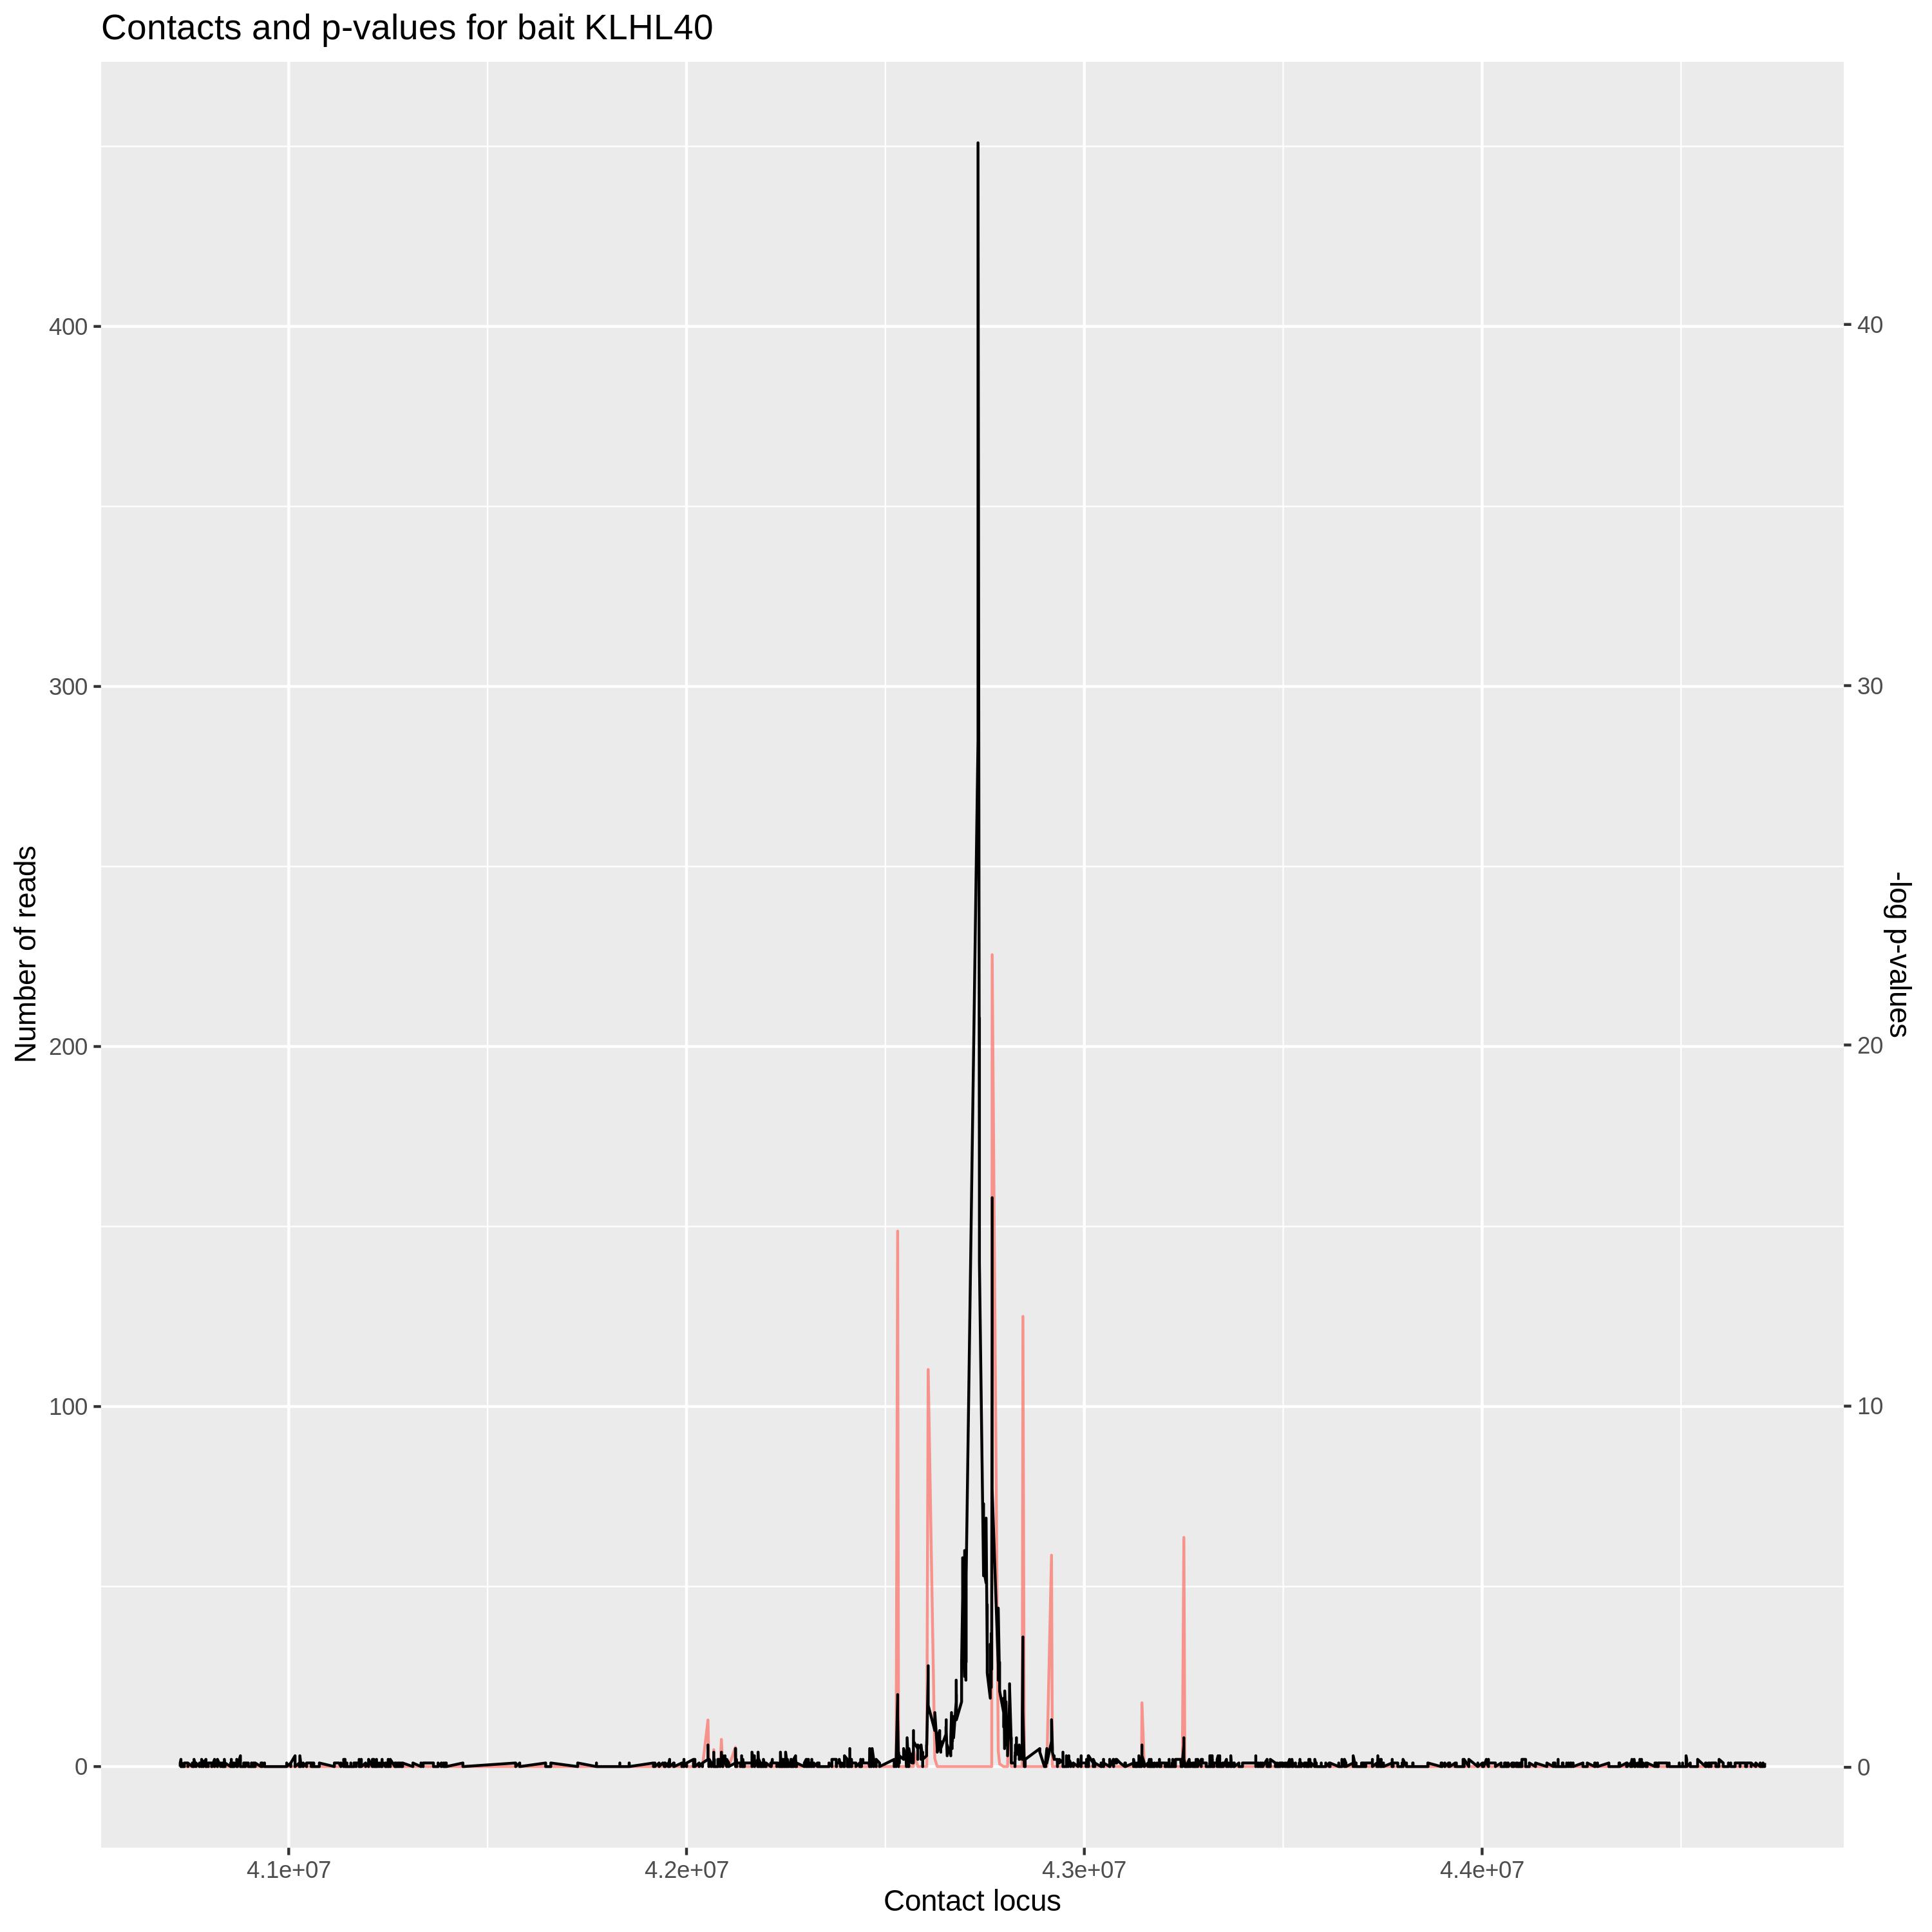 Contacts and p-values for bait KLHL40
Number of reads
400
300
200
100
0
40
30
20
10
0
-log p-values
4.1e+07
4.2e+07
4.3e+07
4.4e+07
Contact locus